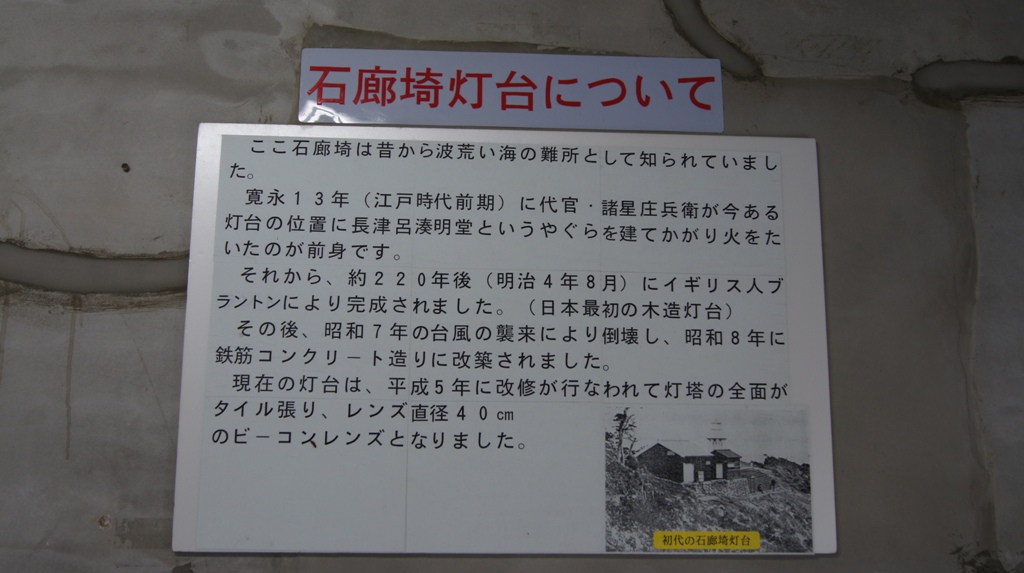 石廊埼灯台について
ここ石廊埼は昔から波荒い海の難所として知られていまし
た。
寛永13年（江戸時代前期）に代官・諸星庄兵衛が今ある
灯台の位置に長津呂湊明堂というやぐらを建てかがり火をた
いたのが前身です。
それから、約220年後（明治4年8月）にイギリス人ブ
ラントンにより完成されました。（日本最初の木造灯台）
その後、昭和7年の台風の襲来により倒壊し、昭和8年に
鉄筋コンクリート造りに改築されました。
現在の灯台は、平成5年に改修が行なわれて灯塔の全面が
タイル張り、レンズ直径40cm
のビーコンレンズとなりました。
初代の石廊埼灯台